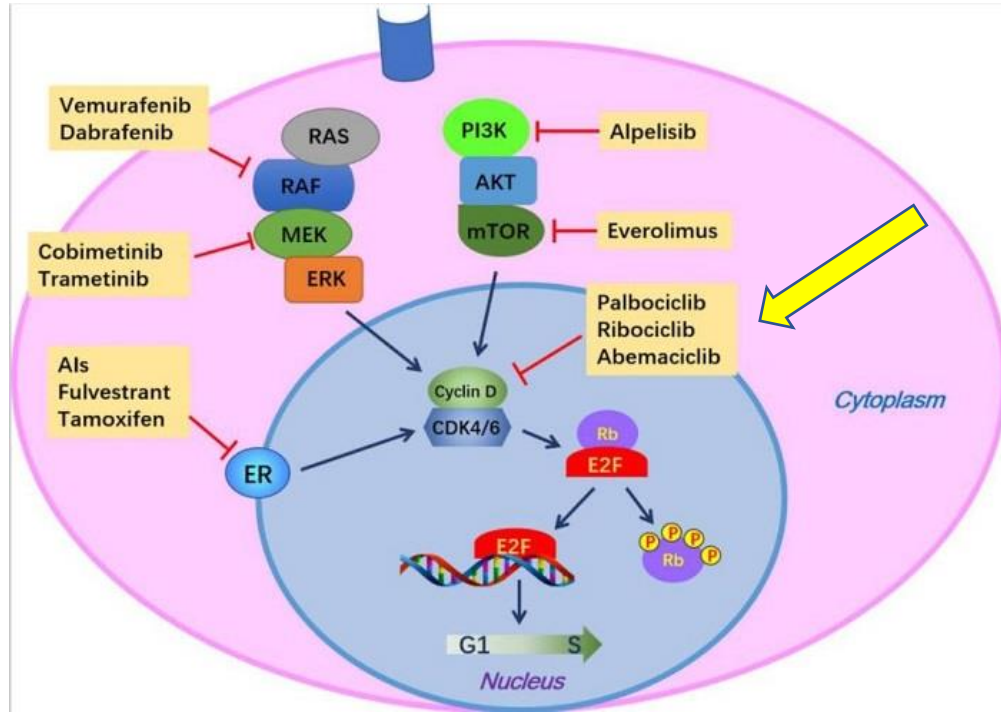 Vemurafenib
Dabrafenib
RAS
RAF
MEK
ERK
PI3K
AKT
mTOR
Alpelisib
Everolimus
Cobimetinib
Trametinib
Palbociclib
Ribociclib
Abemaciclib
AIs
Fulvestrant
Tamoxifen
ER
Cyclin D
CDK4/6
Cytoplasm
Rb
E2F
E2F
P
P
P
P
Rb
G1
S
Nucleus